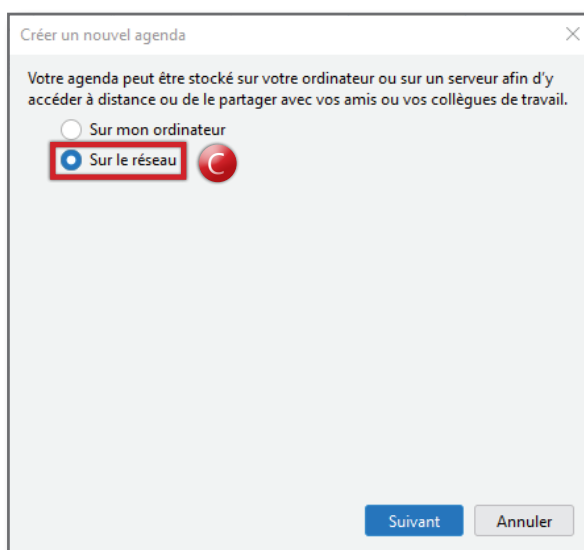 Créer un nouvel agenda
Votre agenda peut être stocké sur votre ordinateur ou sur un serveur afin d'y
accéder à distance ou de le partager avec vos amis ou vos collègues de travail.
Sur mon ordinateur
Sur le réseau
C
Suivant
Annuler